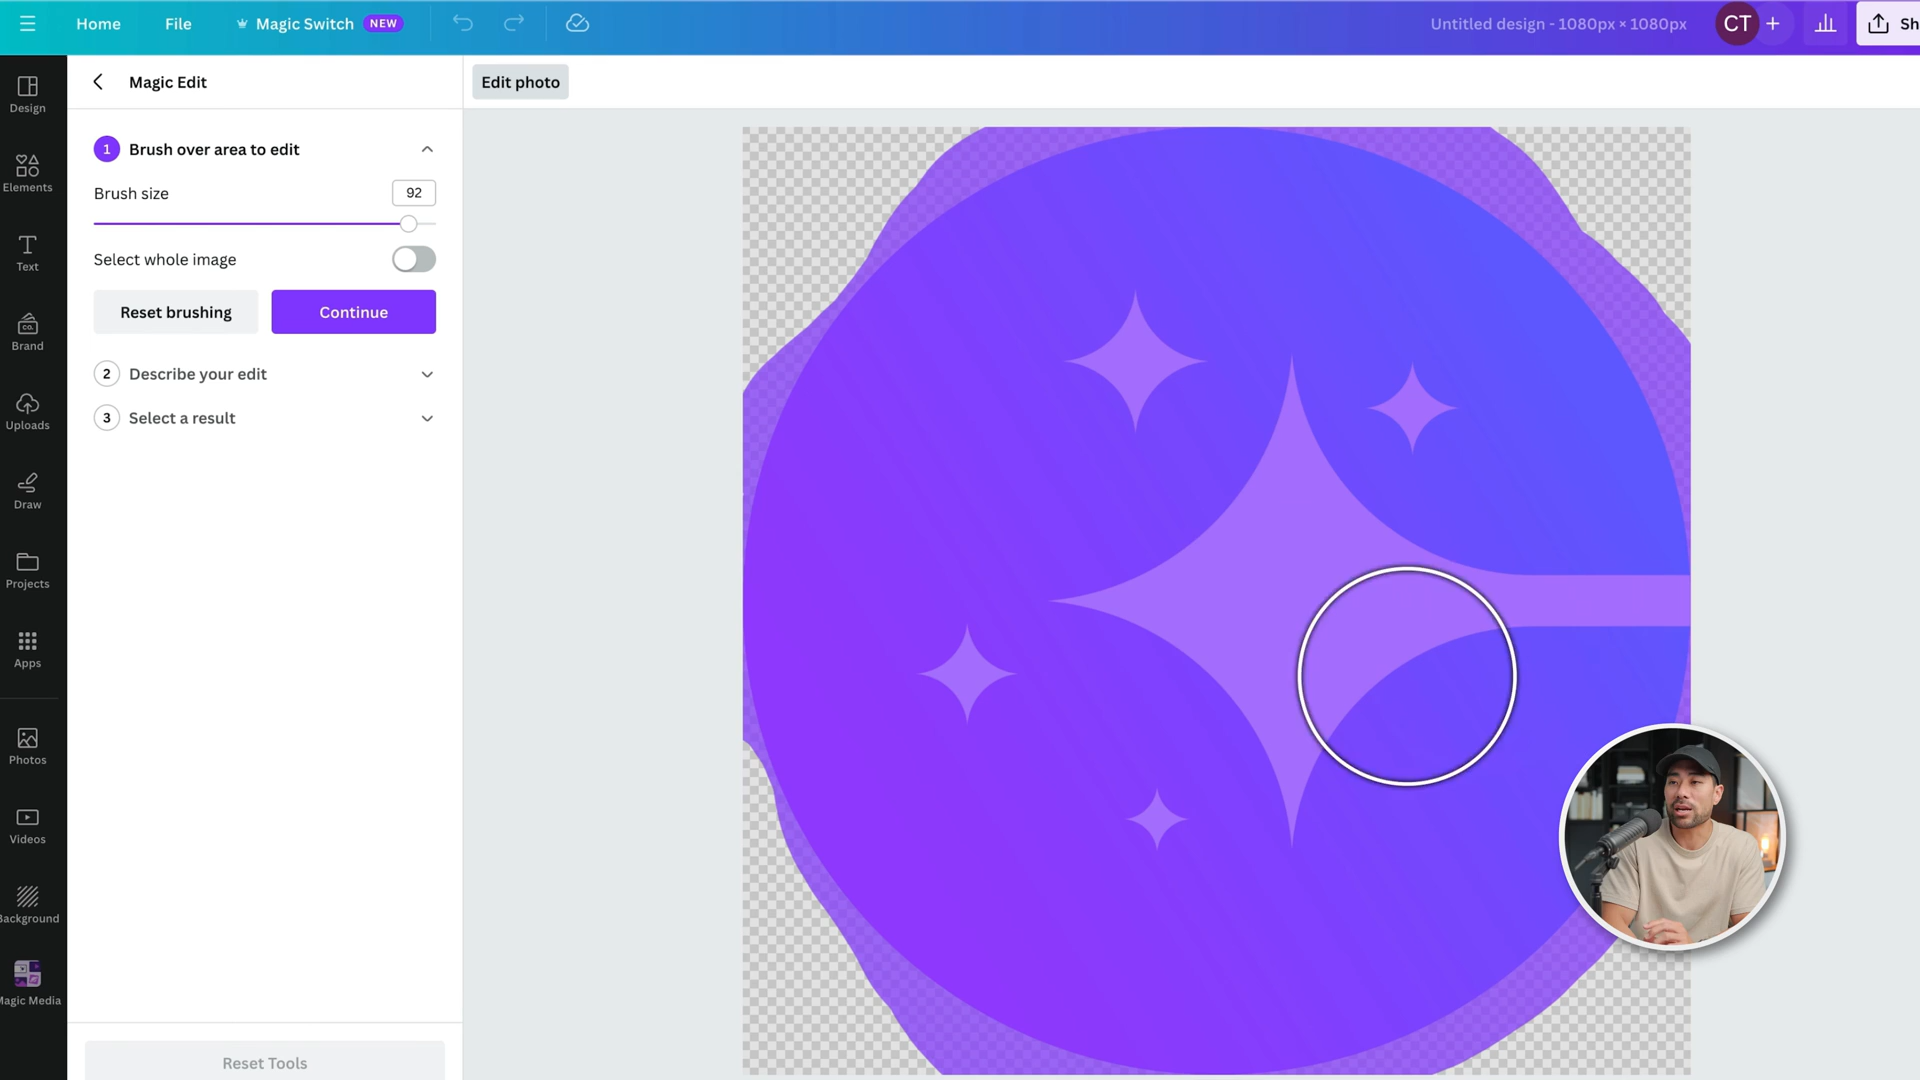 Home
File
Magic Switch NEW
Untitled design - 1080px × 1080px
CT
Sh
Design
Elements
Text
CO.
Brand
Uploads
Draw
Projects
Apps
Photos
Videos
Background
Magic Media
Magic Edit
1 Brush over area to edit
Brush size
92
Select whole image
Reset brushing
Continue
2 Describe your edit
3 Select a result
Reset Tools
Edit photo